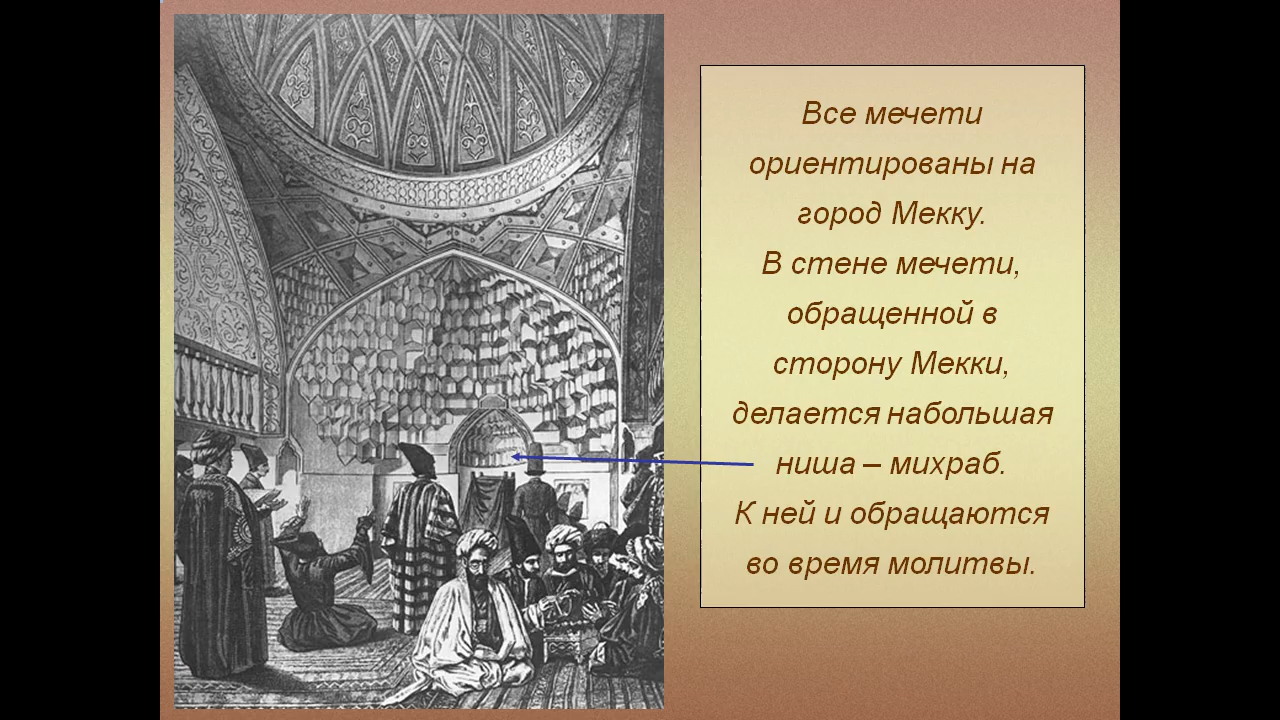 Все мечети
ориентированы на
город Мекку.
В стене мечети,
обращенной в
сторону Мекки,
делается набольшая
ниша – михраб.
К ней и обращаются
во время молитвы.